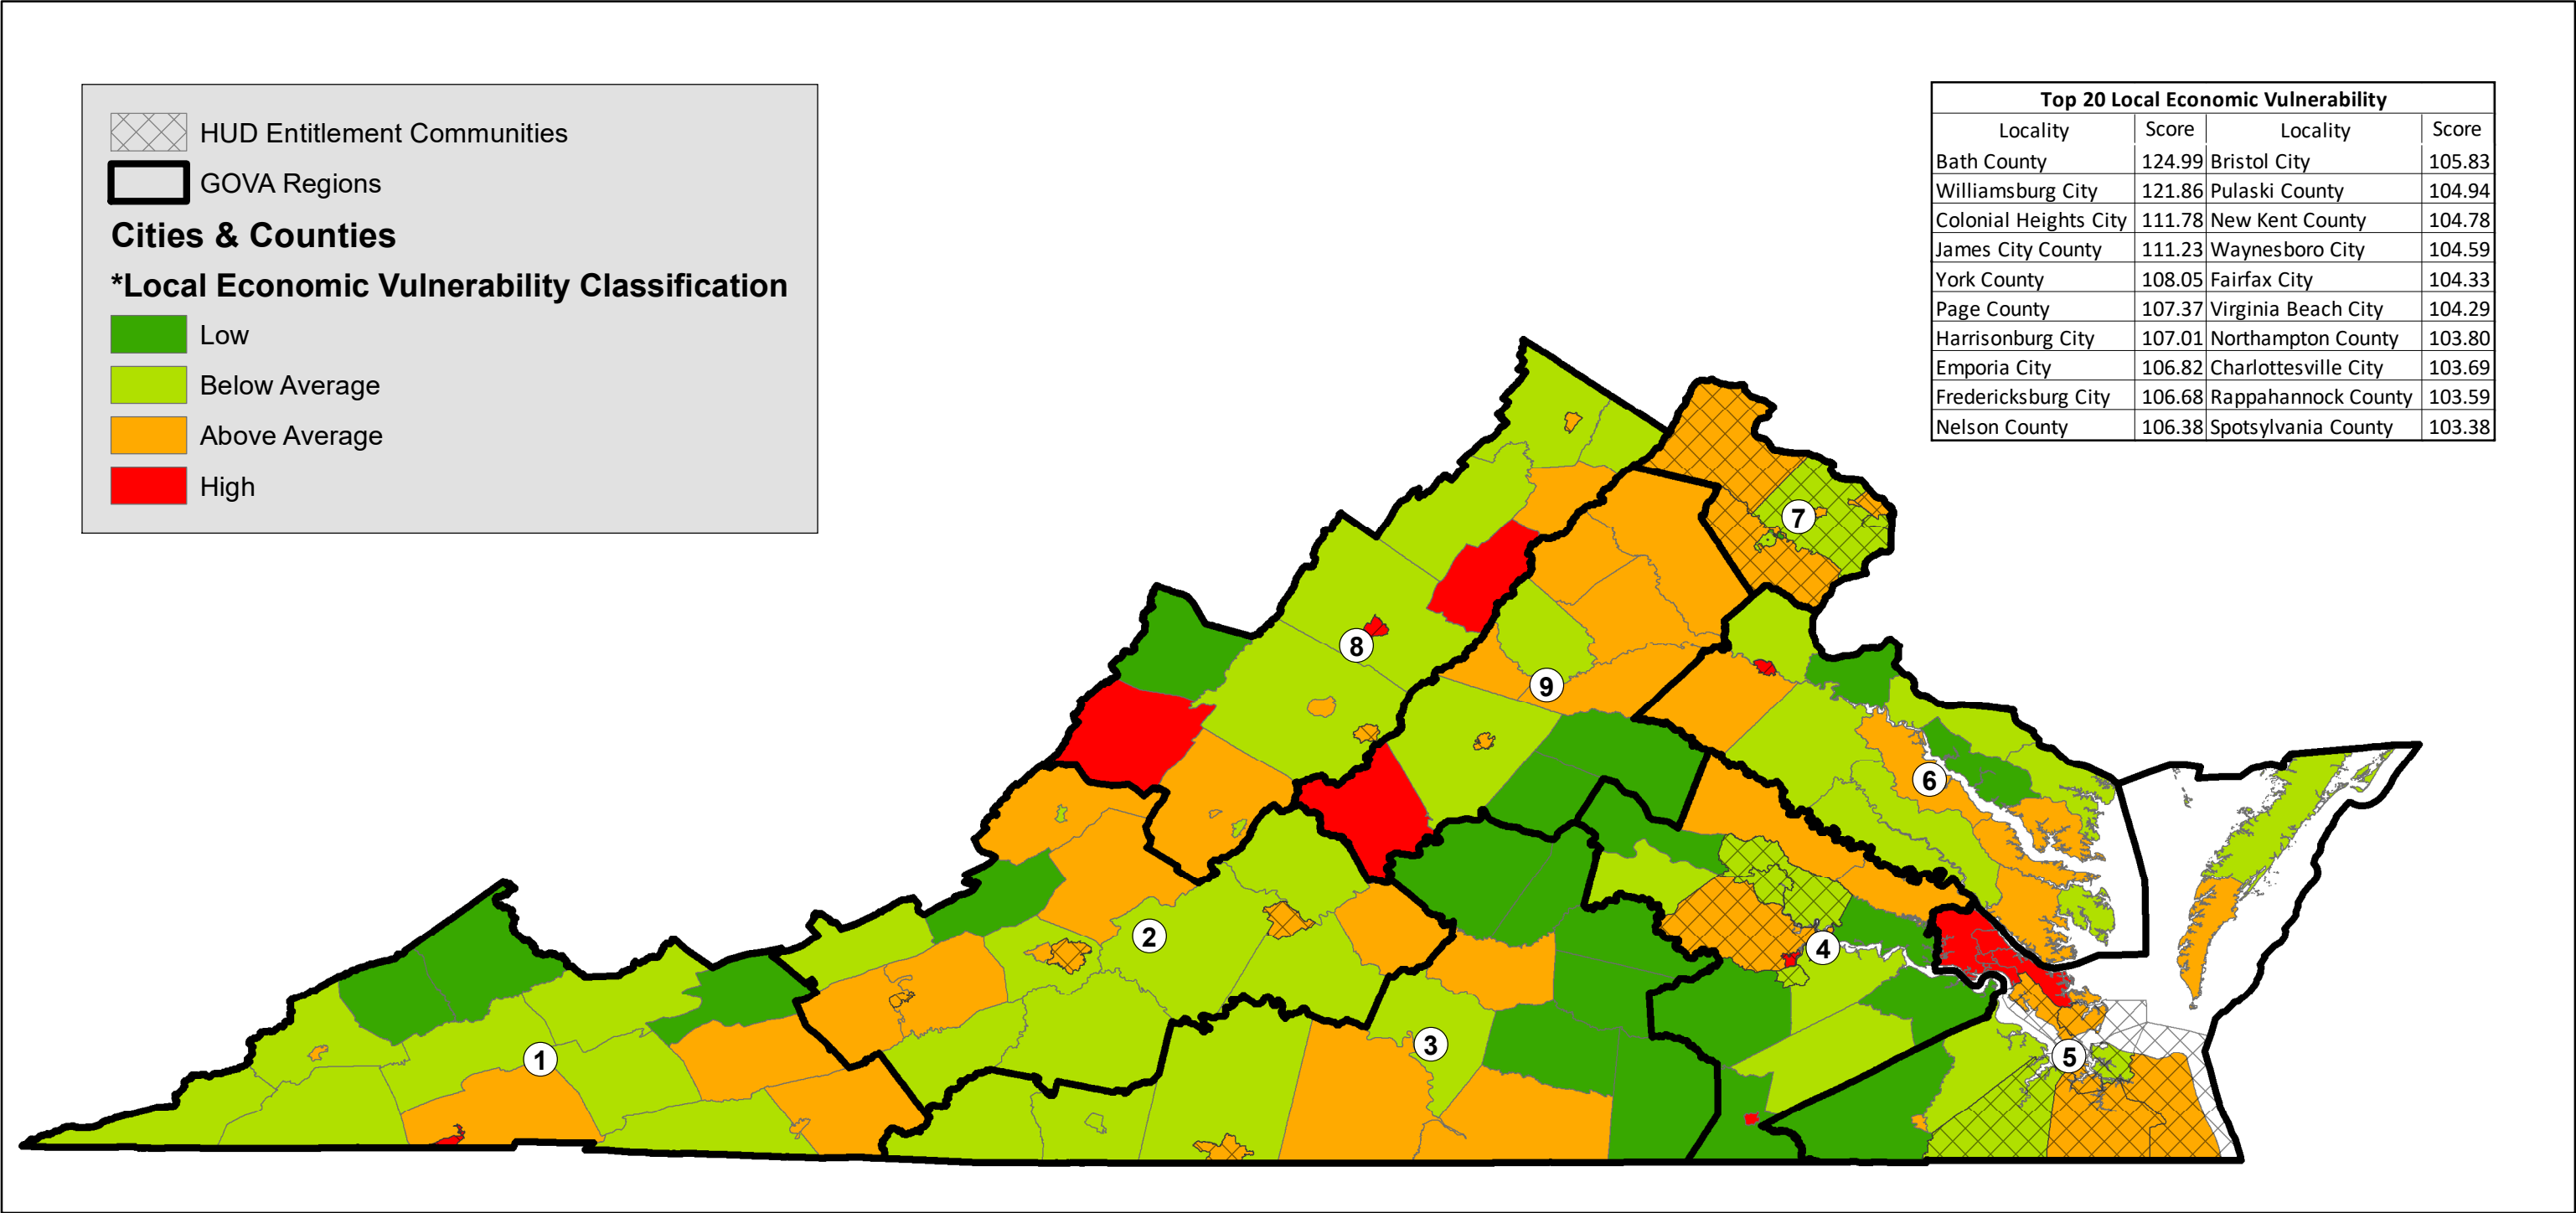 HUD Entitlement Communities
GOVA Regions
Cities & Counties
*Local Economic Vulnerability Classification
Low
Below Average
Above Average
High
Top 20 Local Economic Vulnerability
Locality Score Locality Score
Bath County 124.99 Bristol City 105.83
Williamsburg City 121.86 Pulaski County 104.94
Colonial Heights City 111.78 New Kent County 104.78
James City County 111.23 Waynesboro City 104.59
York County 108.05 Fairfax City 104.33
Page County 107.37 Virginia Beach City 104.29
Harrisonburg City 107.01 Northampton County 103.80
Emporia City 106.82 Charlottesville City 103.69
Fredericksburg City 106.68 Rappahannock County 103.59
Nelson County 106.38 Spotsylvania County 103.38
7
8
9
6
2
4
3
5
1